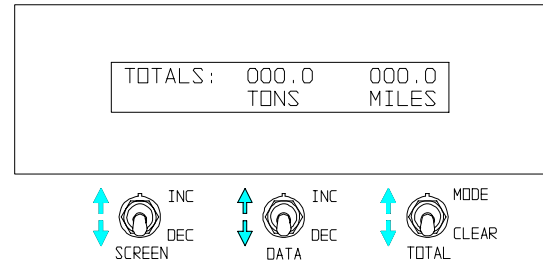 TOTALS: 000.0 000.0
TONS MILES
INC INC MODE
DEC DEC CLEAR
SCREEN DATA TOTAL